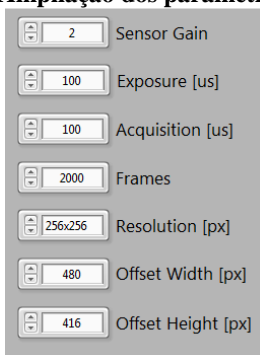 2 Sensor Gain
100 Exposure [us]
100 Acquisition [us]
2000 Frames
256x256 Resolution [px]
480 Offset Width [px]
416 Offset Height [px]